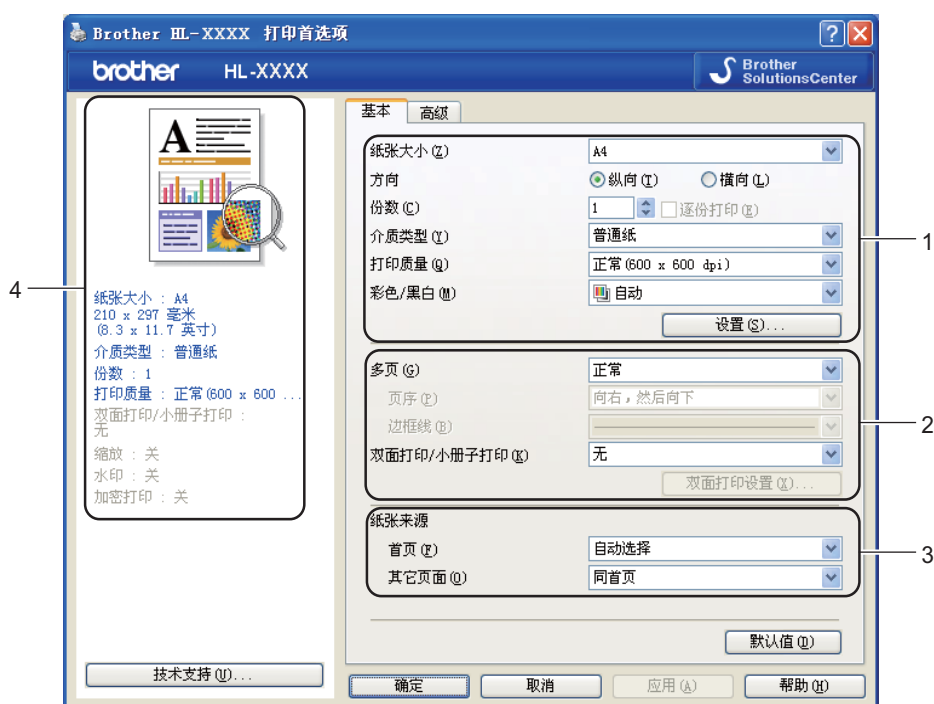 Brother HL-XXXX 打印首选项
brother HL-XXXX
Brother
SolutionsCenter
基本 高级
纸张大小(Z) A4
方向 纵向(T) 横向(L)
份数(C) 1 逐份打印(E)
介质类型(Y) 普通纸
打印质量(Q) 正常(600 x 600 dpi)
彩色/黑白(M) 自动
设置(S)...
1
多页(G) 正常
页序(P) 向右，然后向下
边框线(B)
双面打印/小册子打印(K) 无
双面打印设置(X)...
2
纸张来源
首页(F) 自动选择
其它页面(O) 同首页
3
默认值(D)
4
A
纸张大小 : A4
210 x 297 毫米
(8.3 x 11.7 英寸)
介质类型 : 普通纸
份数 : 1
打印质量 : 正常(600 x 600 ...
双面打印/小册子打印 :
无
缩放 : 关
水印 : 关
加密打印 : 关
技术支持(U)...
确定 取消 应用(A) 帮助(H)